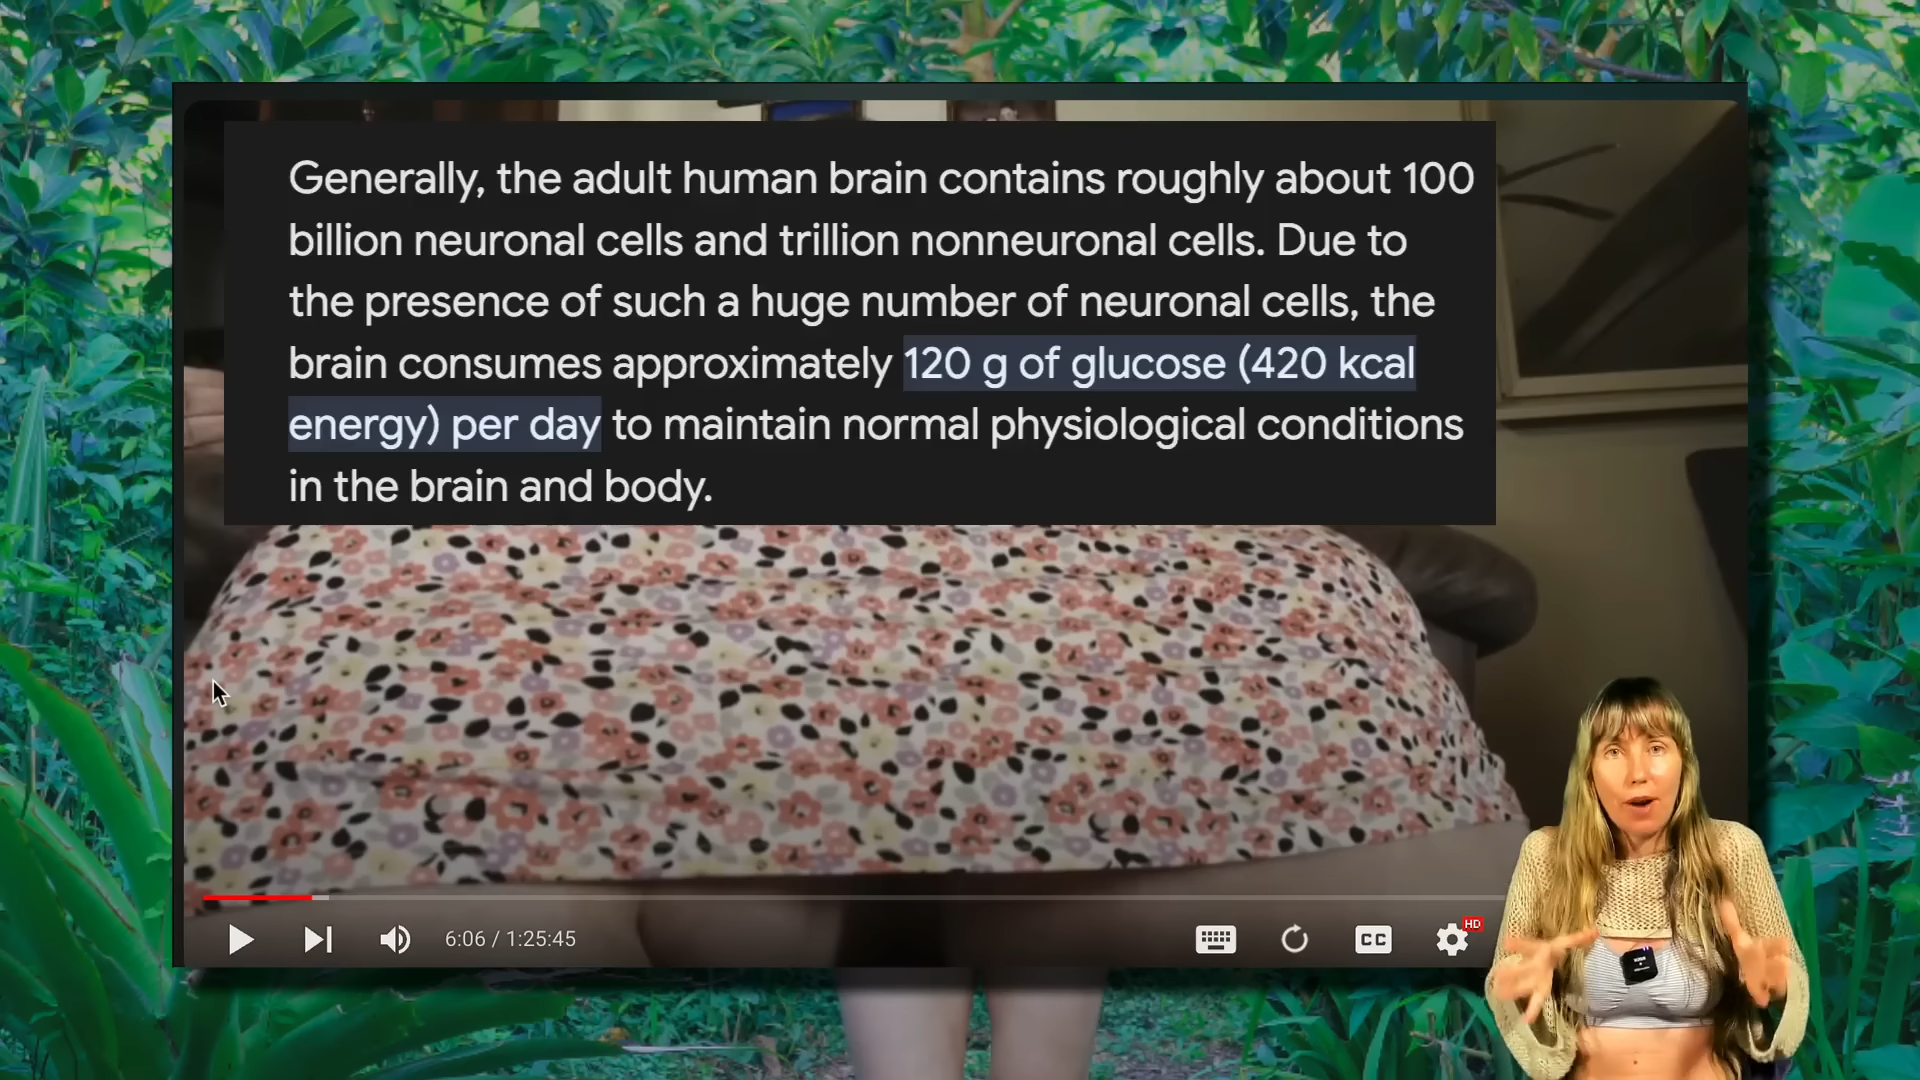 Generally, the adult human brain contains roughly about 100
billion neuronal cells and trillion nonneuronal cells. Due to
the presence of such a huge number of neuronal cells, the
brain consumes approximately 120 g of glucose (420 kcal
energy) per day to maintain normal physiological conditions
in the brain and body.
6:06 / 1:25:45
CC
HD